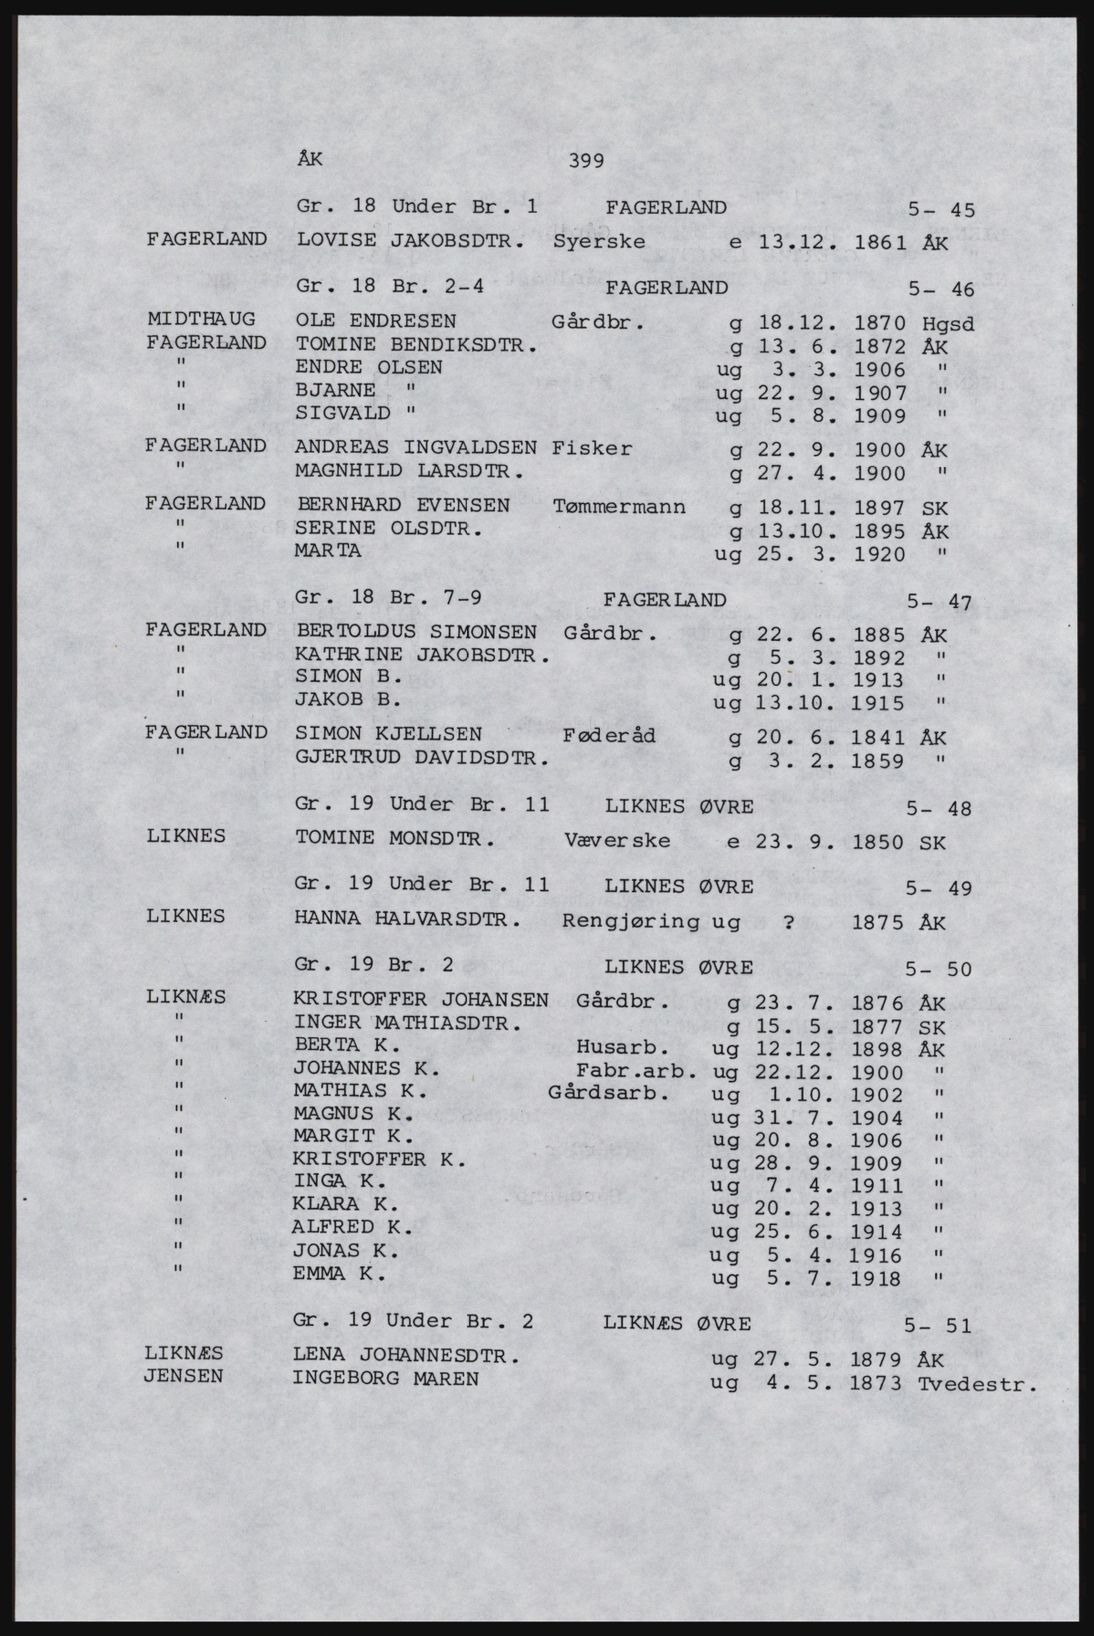 ÅK 399
Gr. 18 Under Br. 1 FAGERLAND 5- 45
FAGERLAND LOVISE JAKOBSDTR. Syerske e 13.12. 1861 ÅK
Gr. 18 Br. 2-4 FAGERLAND 5- 46
MIDTHAUG OLE ENDRESEN Gårdbr. g 18.12. 1870 Hgsd
FAGERLAND TOMINE BENDIKSDTR. g 13. 6. 1872 ÅK
" ENDRE OLSEN ug 3. 3. 1906 "
" BJARNE " ug 22. 9. 1907 "
" SIGVALD " ug 5. 8. 1909 "
FAGERLAND ANDREAS INGVALDSEN Fisker g 22. 9. 1900 ÅK
" MAGNHILD LARSDTR. g 27. 4. 1900 "
FAGERLAND BERNHARD EVENSEN Tømmermann g 18.11. 1897 SK
" SERINE OLSDTR. g 13.10. 1895 ÅK
" MARTA ug 25. 3. 1920 "
Gr. 18 Br. 7-9 FAGERLAND 5- 47
FAGERLAND BERTOLDUS SIMONSEN Gårdbr. g 22. 6. 1885 ÅK
" KATHRINE JAKOBSDTR. g 5. 3. 1892 "
" SIMON B. ug 20. 1. 1913 "
" JAKOB B. ug 13.10. 1915 "
FAGERLAND SIMON KJELLSEN Føderåd g 20. 6. 1841 ÅK
" GJERTRUD DAVIDSDTR. g 3. 2. 1859 "
Gr. 19 Under Br. 11 LIKNES ØVRE 5- 48
LIKNES TOMINE MONSDTR. Væverske e 23. 9. 1850 SK
Gr. 19 Under Br. 11 LIKNES ØVRE 5- 49
LIKNES HANNA HALVARSDTR. Rengjøring ug ? 1875 ÅK
Gr. 19 Br. 2 LIKNES ØVRE 5- 50
LIKNÆS KRISTOFFER JOHANSEN Gårdbr. g 23. 7. 1876 ÅK
" INGER MATHIASDTR. g 15. 5. 1877 SK
" BERTA K. Husarb. ug 12.12. 1898 ÅK
" JOHANNES K. Fabr.arb. ug 22.12. 1900 "
" MATHIAS K. Gårdsarb. ug 1.10. 1902 "
" MAGNUS K. ug 31. 7. 1904 "
" MARGIT K. ug 20. 8. 1906 "
" KRISTOFFER K. ug 28. 9. 1909 "
" INGA K. ug 7. 4. 1911 "
" KLARA K. ug 20. 2. 1913 "
" ALFRED K. ug 25. 6. 1914 "
" JONAS K. ug 5. 4. 1916 "
" EMMA K. ug 5. 7. 1918 "
Gr. 19 Under Br. 2 LIKNÆS ØVRE 5- 51
LIKNÆS LENA JOHANNESDTR. ug 27. 5. 1879 ÅK
JENSEN INGEBORG MAREN ug 4. 5. 1873 Tvedestr.